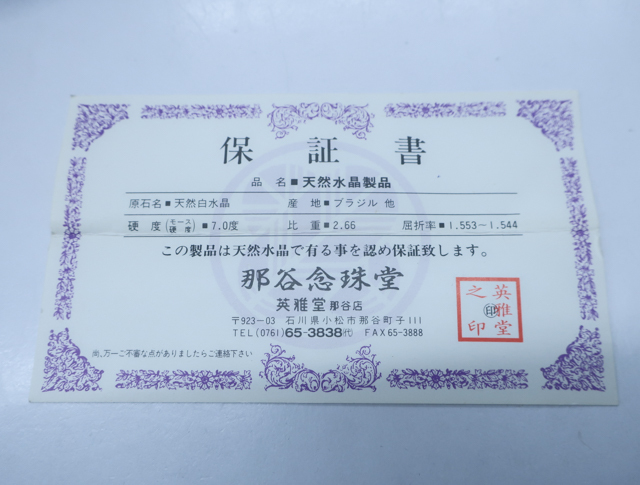 保証書
品名■天然水晶製品
原石名■天然白水晶 産地■ブラジル 他
硬度(モース硬度)■7.0度 比重■2.66 屈折率■1.553〜1.544
この製品は天然水晶で有る事を認め保証致します。
那谷念珠堂
英雅堂 那谷店
〒923-03 石川県小松市那谷町子111
TEL(0761)65-3838(代) FAX65-3888
尚、万一ご不審な点がありましたらご連絡下さい
英雅堂之印
印